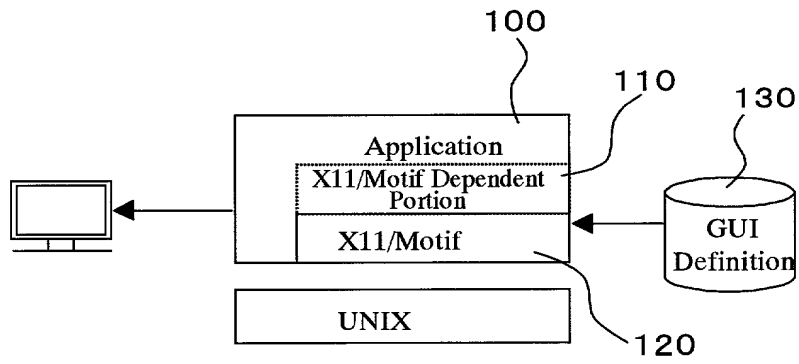 100
110
130
Application
X11/Motif Dependent
Portion
X11/Motif
GUI
Definition
UNIX
120